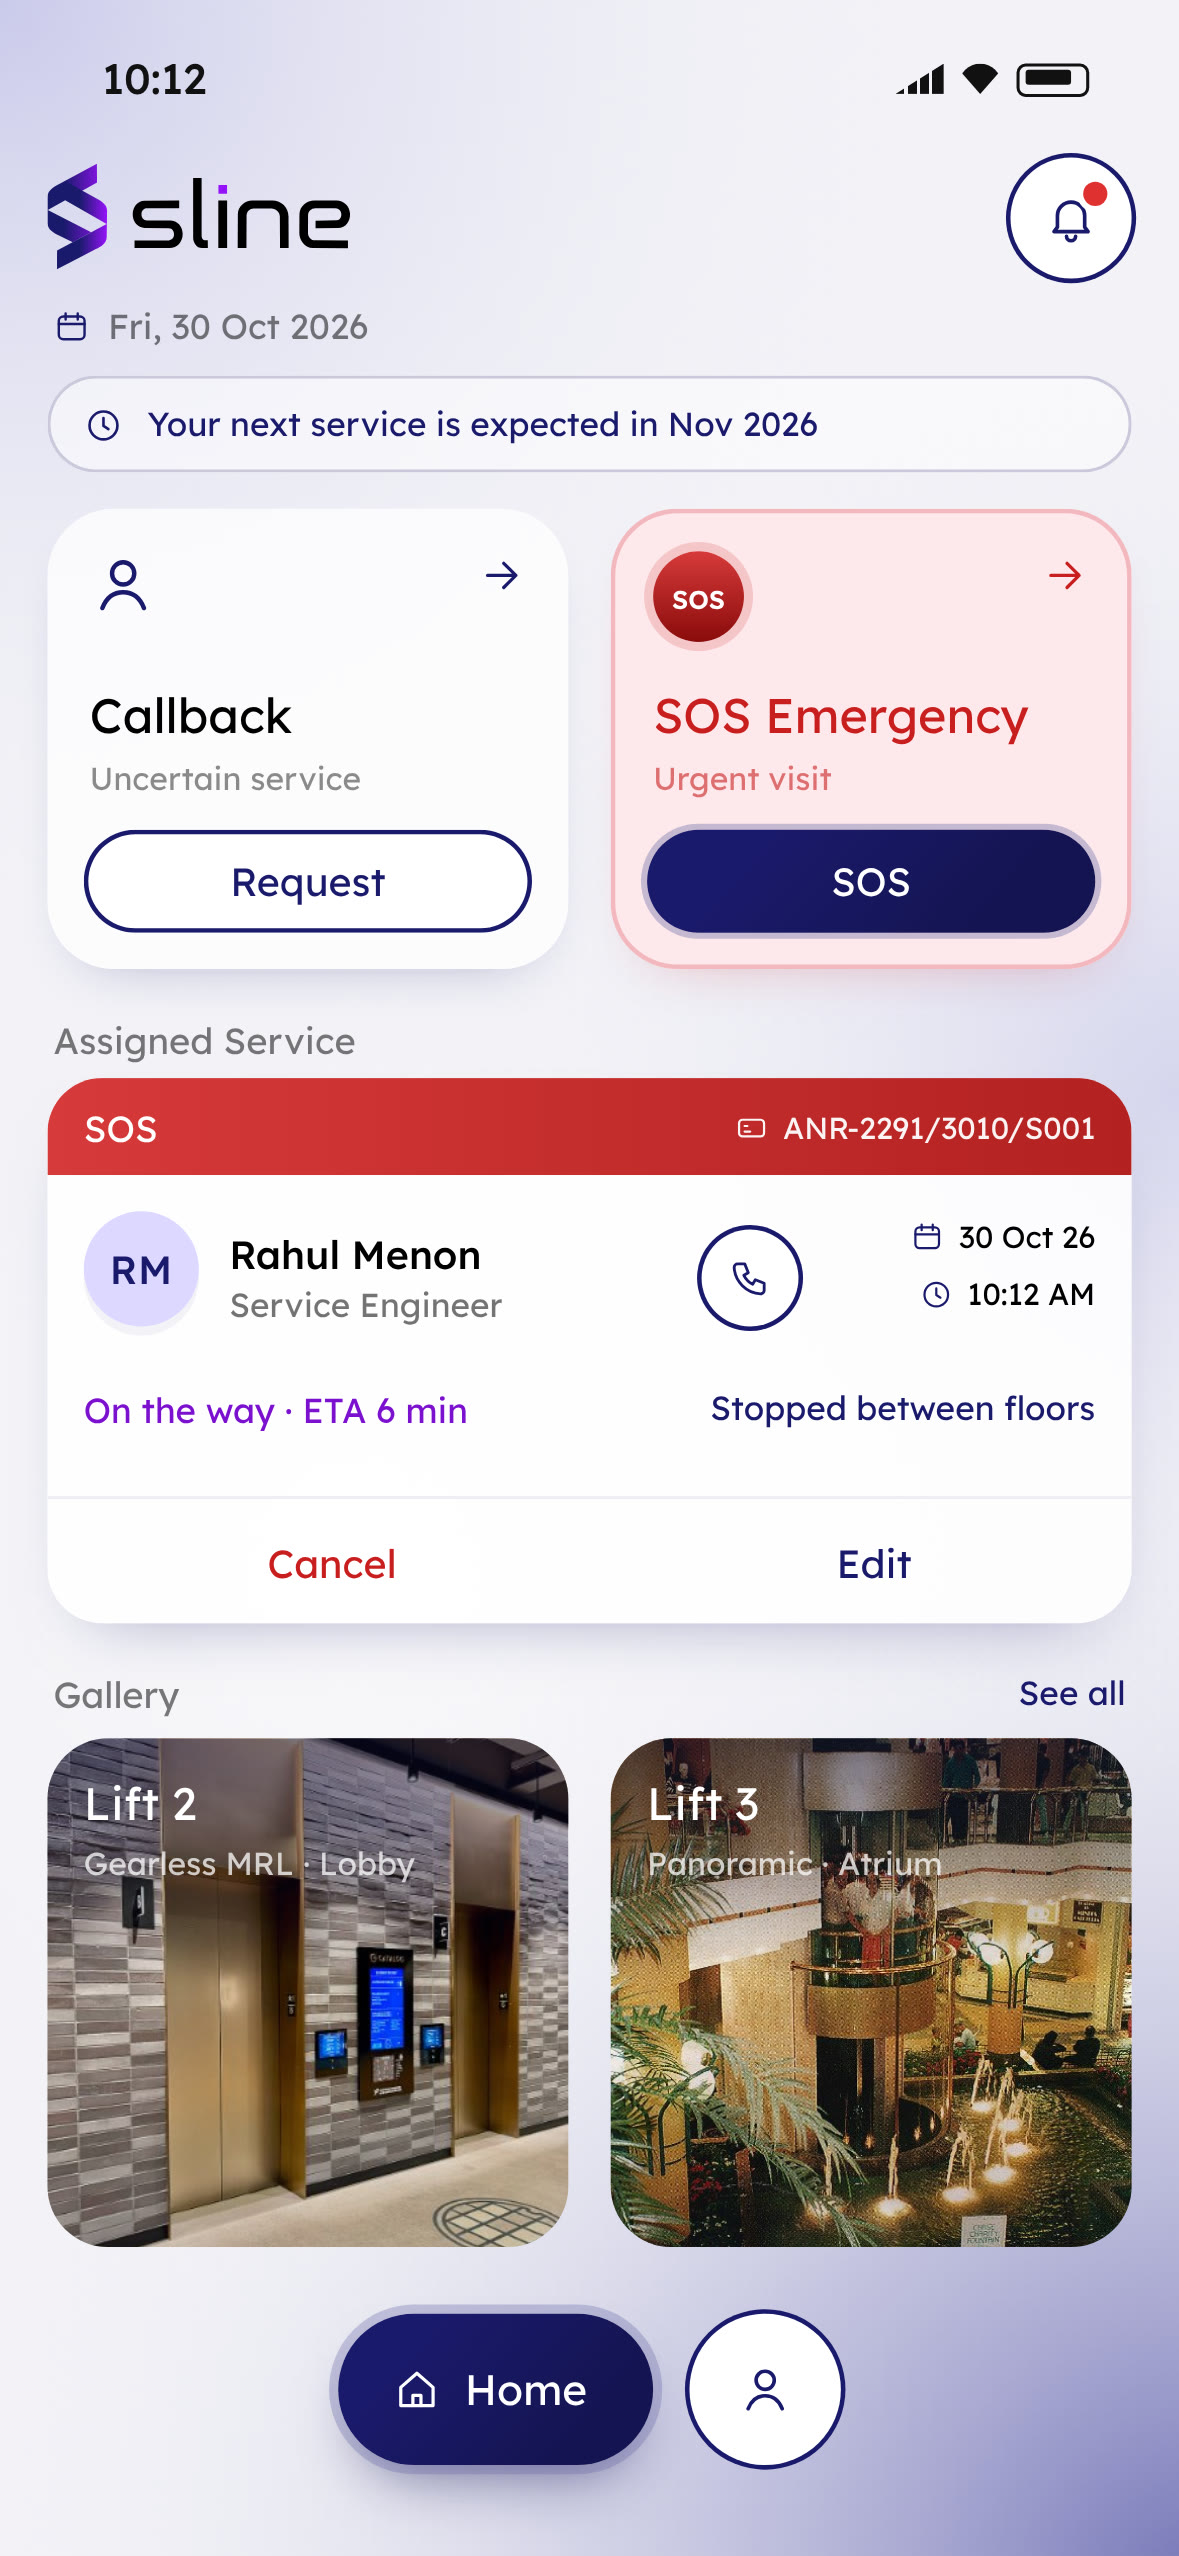 10:12
sline
Fri, 30 Oct 2026
Your next service is expected in Nov 2026
Callback
Uncertain service
Request
SOS
SOS Emergency
Urgent visit
SOS
Assigned Service
SOS
ANR-2291/3010/S001
RM
Rahul Menon
Service Engineer
30 Oct 26
10:12 AM
On the way · ETA 6 min
Stopped between floors
Cancel
Edit
Gallery
See all
Lift 2
Gearless MRL · Lobby
Lift 3
Panoramic · Atrium
Home